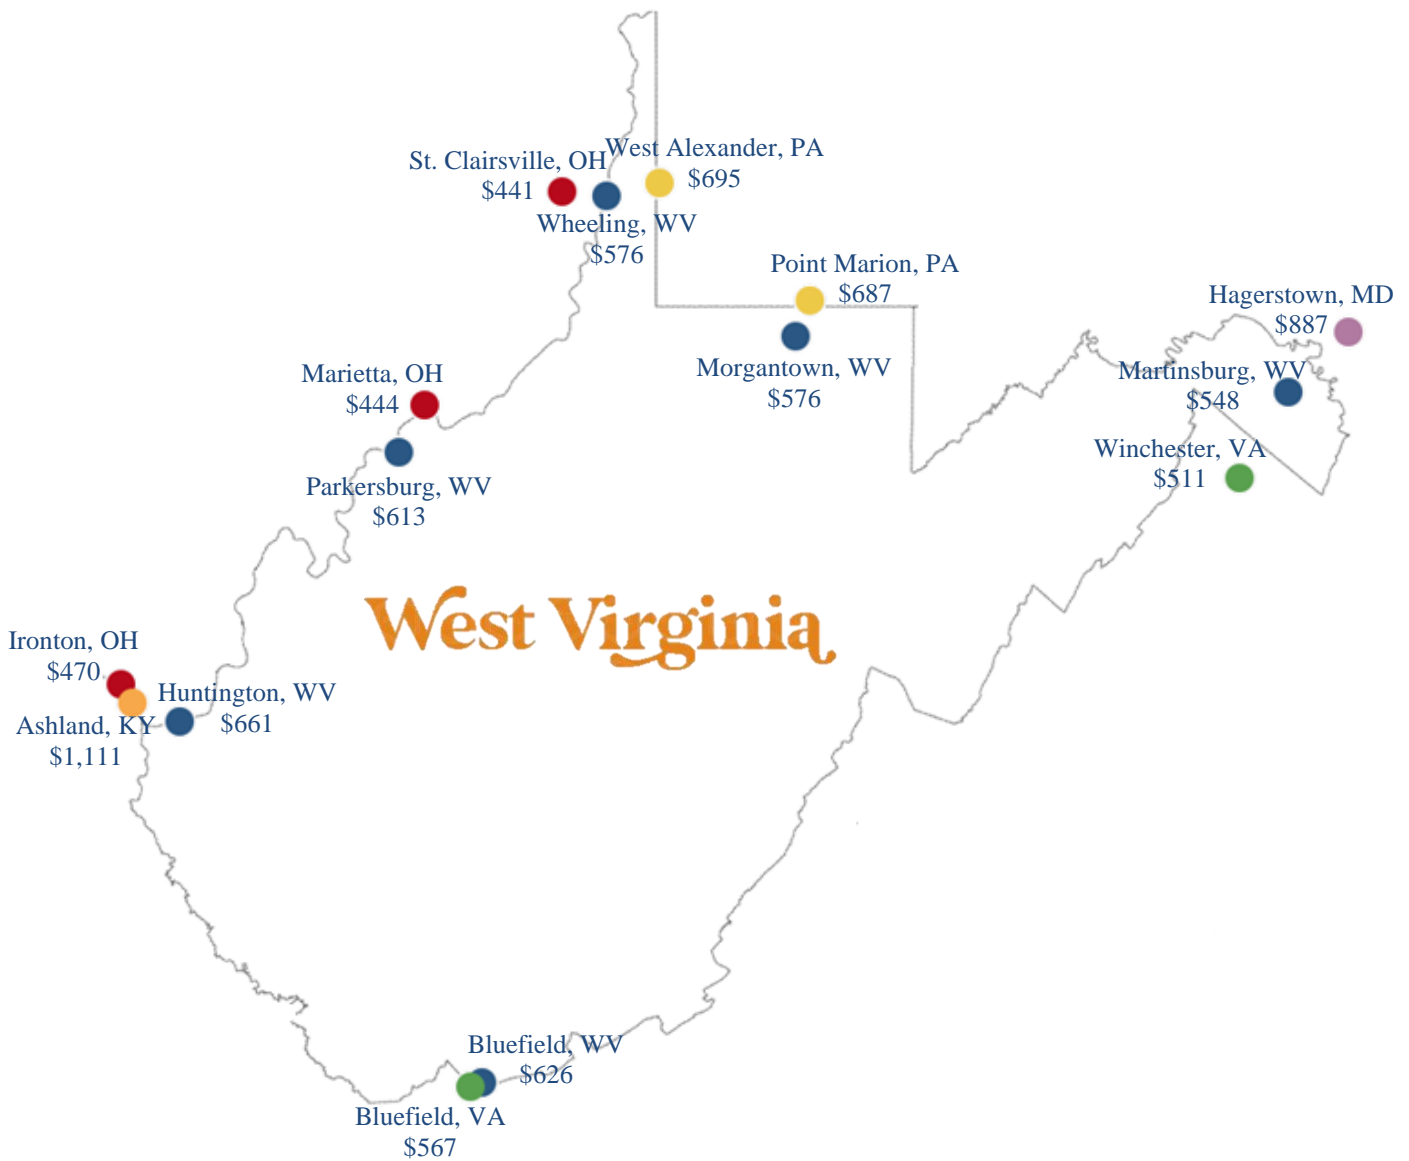 West Alexander, PA
$695
St. Clairsville, OH
$441
Wheeling, WV
$576
Point Marion, PA
$687
Morgantown, WV
$576
Hagerstown, MD
$887
Martinsburg, WV
$548
Winchester, VA
$511
Marietta, OH
$444
Parkersburg, WV
$613
West Virginia
Ironton, OH
$470
Huntington, WV
$661
Ashland, KY
$1,111
Bluefield, WV
$626
Bluefield, VA
$567